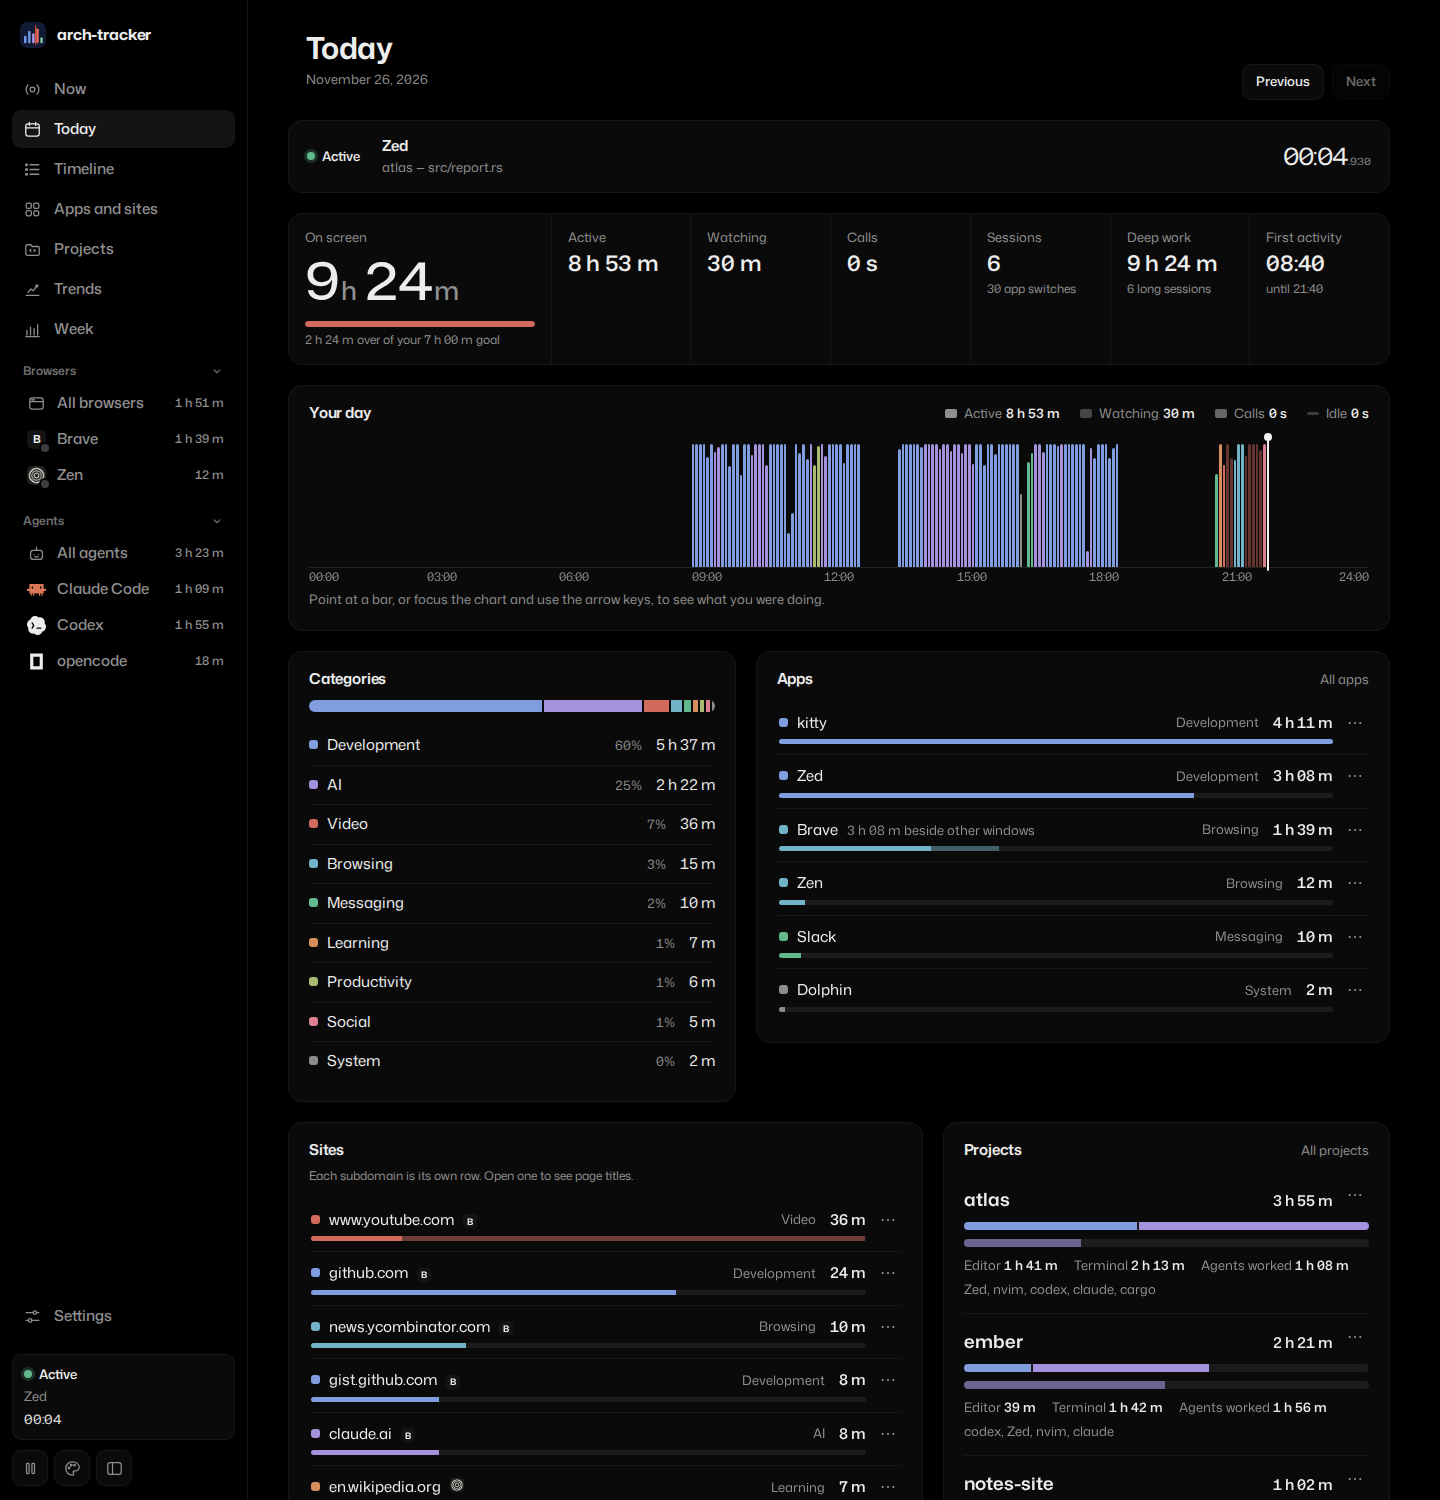 arch-tracker
Now
Today
Timeline
Apps and sites
Projects
Trends
Week
Browsers
All browsers 1 h 51 m
B Brave 1 h 39 m
Zen 12 m
Agents
All agents 3 h 23 m
Claude Code 1 h 09 m
Codex 1 h 55 m
opencode 18 m
Settings
Active
Zed
00:04
Today
November 26, 2026
Previous Next
Active
Zed
atlas — src/report.rs
00:04.930
On screen
9h 24m
2 h 24 m over of your 7 h 00 m goal
Active
8 h 53 m
Watching
30 m
Calls
0 s
Sessions
6
30 app switches
Deep work
9 h 24 m
6 long sessions
First activity
08:40
until 21:40
Your day
Active 8 h 53 m Watching 30 m Calls 0 s Idle 0 s
00:00 03:00 06:00 09:00 12:00 15:00 18:00 21:00 24:00
Point at a bar, or focus the chart and use the arrow keys, to see what you were doing.
Categories
Development 60% 5 h 37 m
AI 25% 2 h 22 m
Video 7% 36 m
Browsing 3% 15 m
Messaging 2% 10 m
Learning 1% 7 m
Productivity 1% 6 m
Social 1% 5 m
System 0% 2 m
Apps All apps
kitty Development 4 h 11 m ...
Zed Development 3 h 08 m ...
Brave 3 h 08 m beside other windows Browsing 1 h 39 m ...
Zen Browsing 12 m ...
Slack Messaging 10 m ...
Dolphin System 2 m ...
Sites
Each subdomain is its own row. Open one to see page titles.
www.youtube.com B Video 36 m ...
github.com B Development 24 m ...
news.ycombinator.com B Browsing 10 m ...
gist.github.com B Development 8 m ...
claude.ai B AI 8 m ...
en.wikipedia.org Learning 7 m ...
Projects All projects
atlas 3 h 55 m ...
Editor 1 h 41 m Terminal 2 h 13 m Agents worked 1 h 08 m
Zed, nvim, codex, claude, cargo
ember 2 h 21 m ...
Editor 39 m Terminal 1 h 42 m Agents worked 1 h 56 m
codex, Zed, nvim, claude
notes-site 1 h 02 m ...